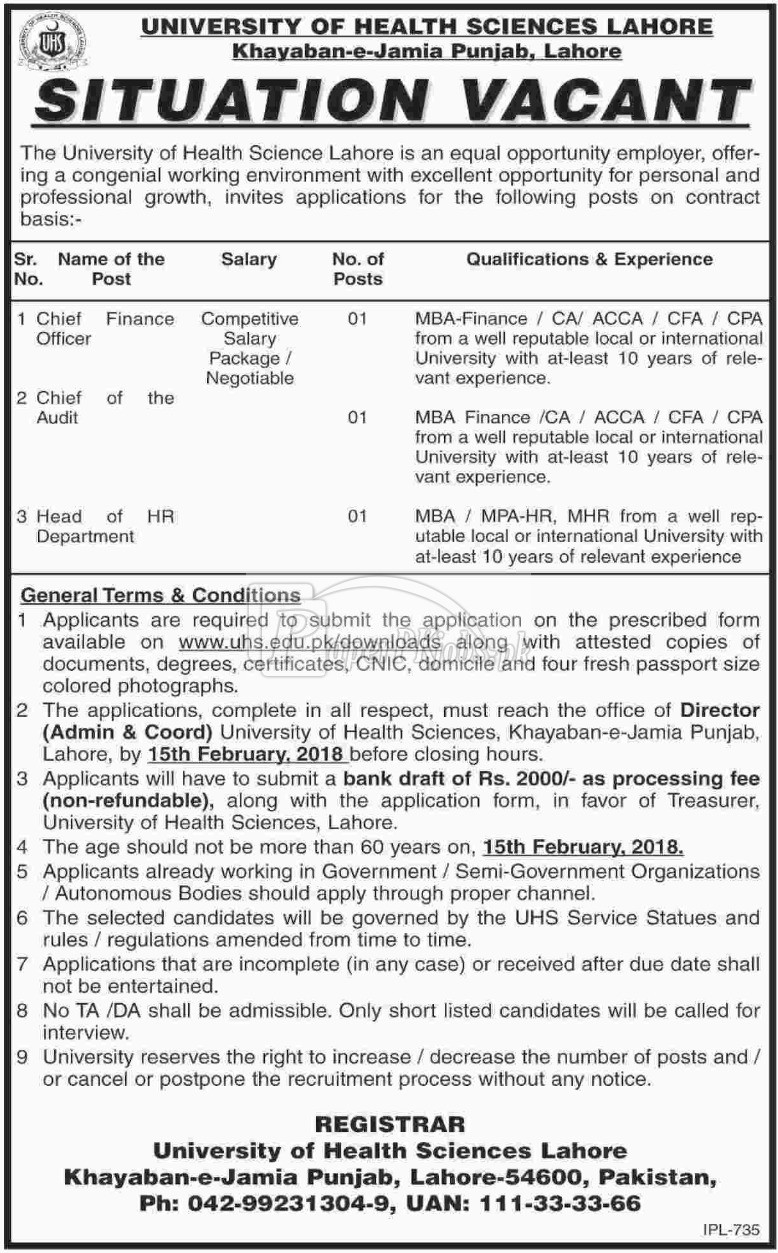 UNIVERSITY OF HEALTH SCIENCES LAHORE
Khayaban-e-Jamia Punjab, Lahore
UHS
SITUATION VACANT
The University of Health Science Lahore is an equal opportunity employer, offer-
ing a congenial working environment with excellent opportunity for personal and
professional growth, invites applications for the following posts on contract
basis:-
Sr. Name of the Salary No. of Qualifications & Experience
No. Post Posts
1 Chief Finance Competitive 01 MBA-Finance / CA/ ACCA / CFA / CPA
Officer Salary from a well reputable local or international
Package / University with at-least 10 years of rele-
Negotiable vant experience.
2 Chief of the
Audit 01 MBA Finance /CA / ACCA / CFA / CPA
from a well reputable local or international
University with at-least 10 years of rele-
vant experience.
3 Head of HR 01 MBA / MPA-HR, MHR from a well rep-
Department utable local or international University with
at-least 10 years of relevant experience
General Terms & Conditions
1 Applicants are required to submit the application on the prescribed form
available on www.uhs.edu.pk/downloads along with attested copies of
documents, degrees, certificates, CNIC, domicile and four fresh passport size
colored photographs.
2 The applications, complete in all respect, must reach the office of Director
(Admin & Coord) University of Health Sciences, Khayaban-e-Jamia Punjab,
Lahore, by 15th February, 2018 before closing hours.
3 Applicants will have to submit a bank draft of Rs. 2000/- as processing fee
(non-refundable), along with the application form, in favor of Treasurer,
University of Health Sciences, Lahore.
4 The age should not be more than 60 years on, 15th February, 2018.
5 Applicants already working in Government / Semi-Government Organizations
/ Autonomous Bodies should apply through proper channel.
6 The selected candidates will be governed by the UHS Service Statues and
rules / regulations amended from time to time.
7 Applications that are incomplete (in any case) or received after due date shall
not be entertained.
8 No TA /DA shall be admissible. Only short listed candidates will be called for
interview.
9 University reserves the right to increase / decrease the number of posts and /
or cancel or postpone the recruitment process without any notice.
REGISTRAR
University of Health Sciences Lahore
Khayaban-e-Jamia Punjab, Lahore-54600, Pakistan,
Ph: 042-99231304-9, UAN: 111-33-33-66
IPL-735